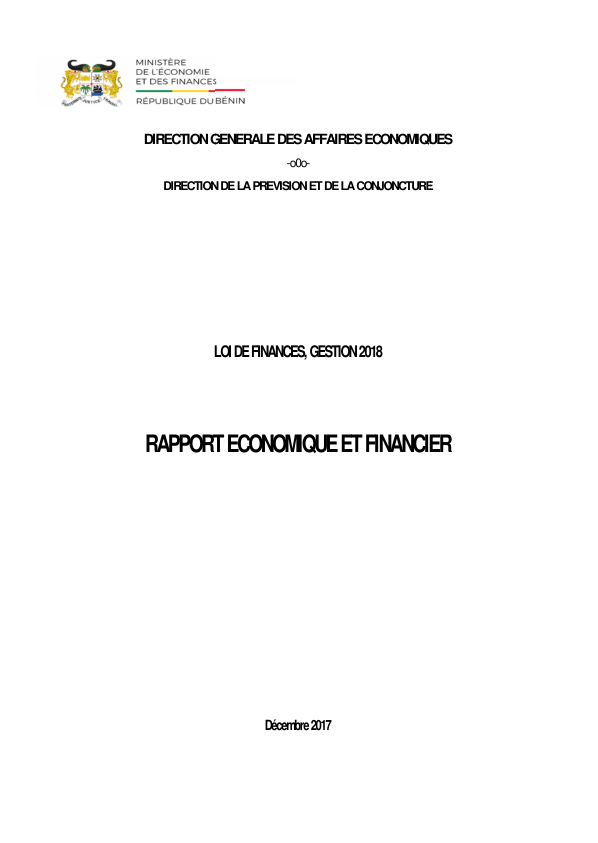 MINISTÈRE
DE L'ÉCONOMIE
ET DES FINANCES
RÉPUBLIQUE DU BÉNIN
DIRECTION GENERALE DES AFFAIRES ECONOMIQUES
-o0o-
DIRECTION DE LA PREVISION ET DE LA CONJONCTURE
LOI DE FINANCES, GESTION 2018
RAPPORT ECONOMIQUE ET FINANCIER
Décembre 2017